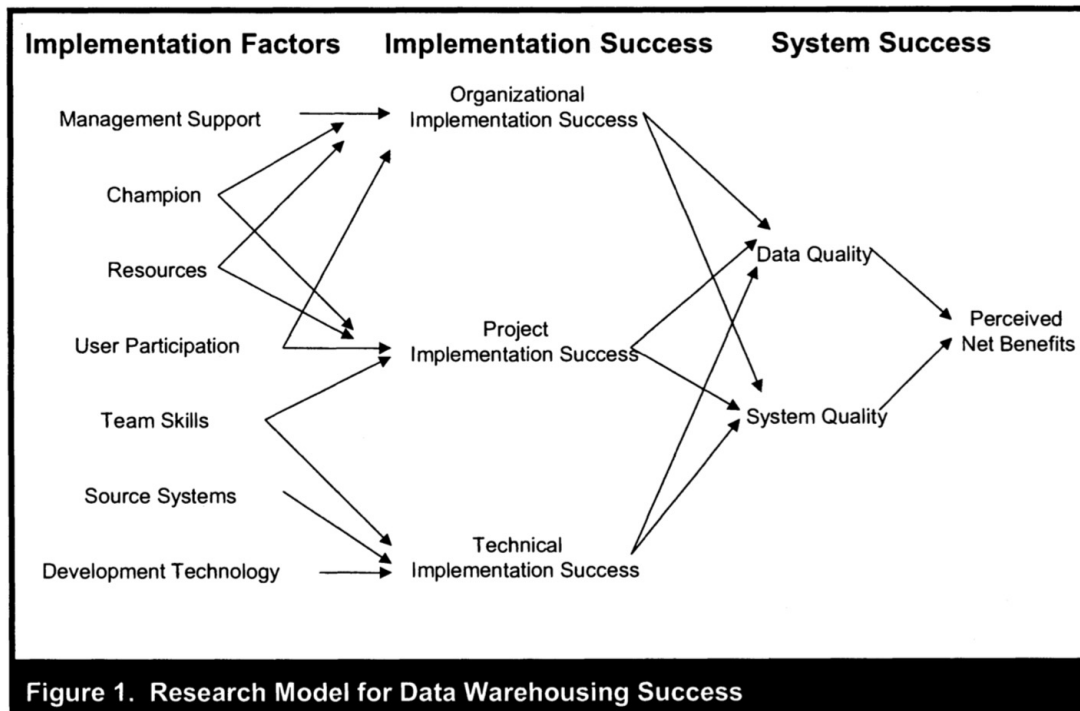 Implementation Factors
Implementation Success
System Success
Management Support
Champion
Resources
User Participation
Team Skills
Source Systems
Development Technology
Organizational
Implementation Success
Project
Implementation Success
Technical
Implementation Success
Data Quality
System Quality
Perceived
Net Benefits
Figure 1. Research Model for Data Warehousing Success